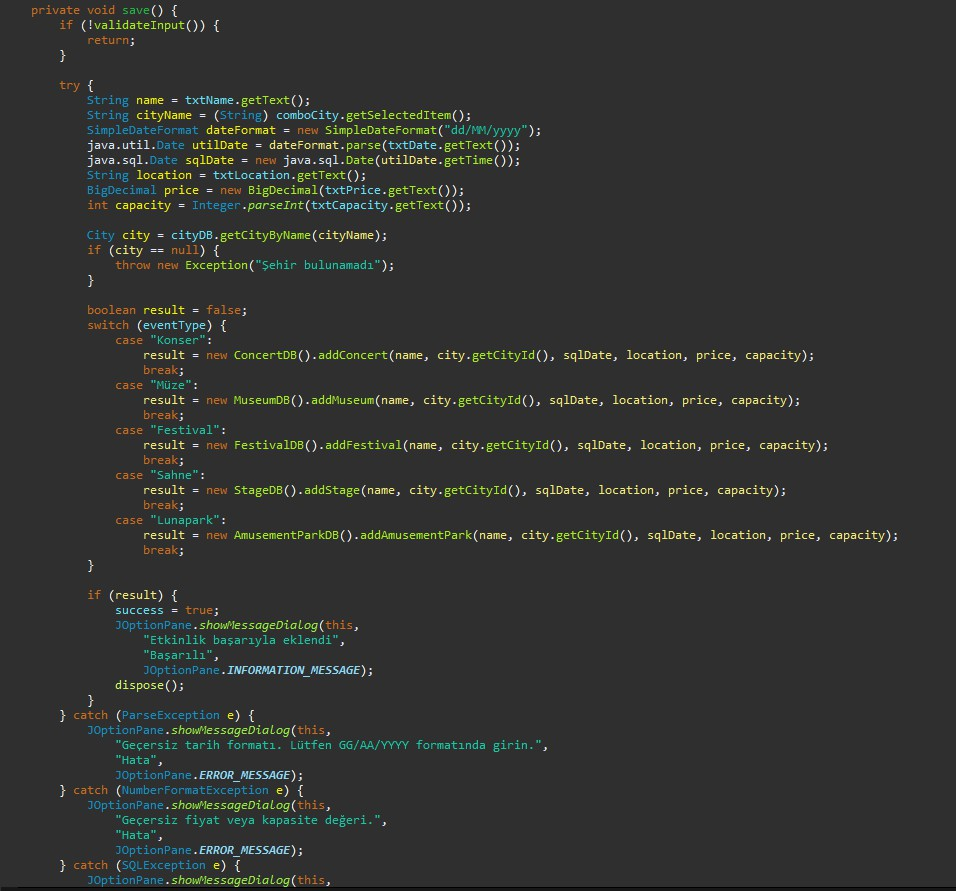 private void save() {
if (!validateInput()) {
return;
}
try {
String name = txtName.getText();
String cityName = (String) comboCity.getSelectedItem();
SimpleDateFormat dateFormat = new SimpleDateFormat("dd/MM/yyyy");
java.util.Date utilDate = dateFormat.parse(txtDate.getText());
java.sql.Date sqlDate = new java.sql.Date(utilDate.getTime());
String location = txtLocation.getText();
BigDecimal price = new BigDecimal(txtPrice.getText());
int capacity = Integer.parseInt(txtCapacity.getText());
City city = cityDB.getCityByName(cityName);
if (city == null) {
throw new Exception("Şehir bulunamadı");
}
boolean result = false;
switch (eventType) {
case "Konser":
result = new ConcertDB().addConcert(name, city.getCityId(), sqlDate, location, price, capacity);
break;
case "Müze":
result = new MuseumDB().addMuseum(name, city.getCityId(), sqlDate, location, price, capacity);
break;
case "Festival":
result = new FestivalDB().addFestival(name, city.getCityId(), sqlDate, location, price, capacity);
break;
case "Sahne":
result = new StageDB().addStage(name, city.getCityId(), sqlDate, location, price, capacity);
break;
case "Lunapark":
result = new AmusementParkDB().addAmusementPark(name, city.getCityId(), sqlDate, location, price, capacity);
break;
}
if (result) {
success = true;
JOptionPane.showMessageDialog(this,
"Etkinlik başarıyla eklendi",
"Başarılı",
JOptionPane.INFORMATION_MESSAGE);
dispose();
}
} catch (ParseException e) {
JOptionPane.showMessageDialog(this,
"Geçersiz tarih formatı. Lütfen GG/AA/YYYY formatında girin.",
"Hata",
JOptionPane.ERROR_MESSAGE);
} catch (NumberFormatException e) {
JOptionPane.showMessageDialog(this,
"Geçersiz fiyat veya kapasite değeri.",
"Hata",
JOptionPane.ERROR_MESSAGE);
} catch (SQLException e) {
JOptionPane.showMessageDialog(this,